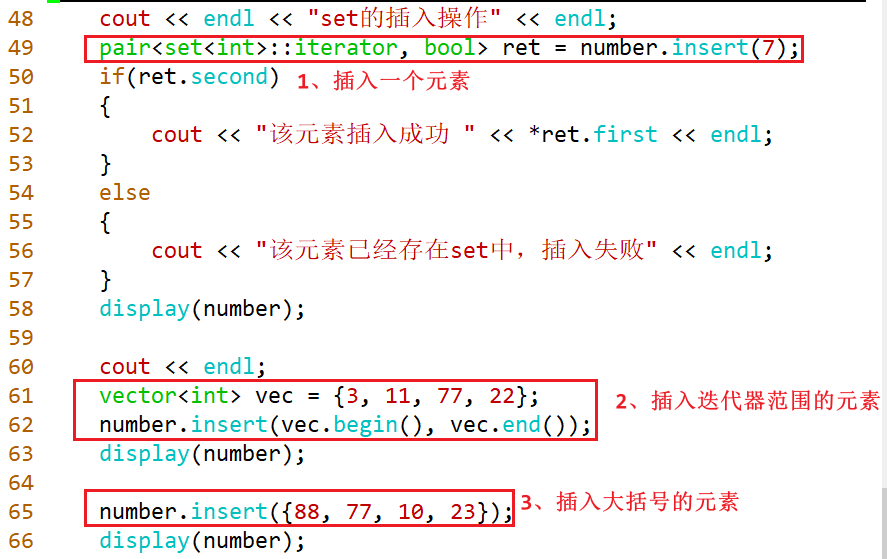 48 cout << endl << "set的插入操作" << endl;
49 pair<set<int>::iterator, bool> ret = number.insert(7);
50 if(ret.second) 1、插入一个元素
51 {
52 cout << "该元素插入成功 " << *ret.first << endl;
53 }
54 else
55 {
56 cout << "该元素已经存在set中，插入失败" << endl;
57 }
58 display(number);
59
60 cout << endl;
61 vector<int> vec = {3, 11, 77, 22};
2、插入迭代器范围的元素
62 number.insert(vec.begin(), vec.end());
63 display(number);
64
65 number.insert({88, 77, 10, 23}); 3、插入大括号的元素
66 display(number);